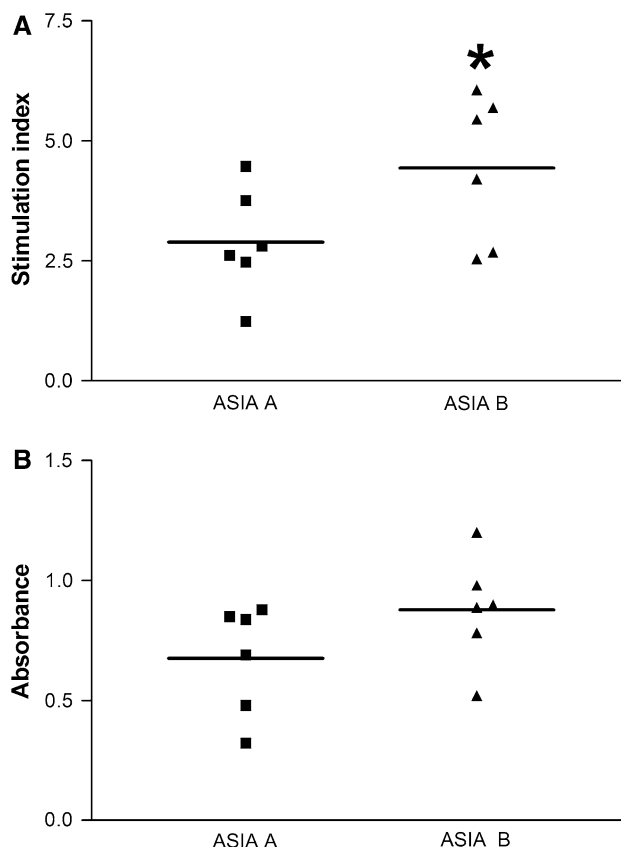 A
Stimulation index
7.5
*
5.0
2.5
0.0
ASIA A
ASIA B
B
Absorbance
1.5
1.0
0.5
0.0
ASIA A
ASIA B